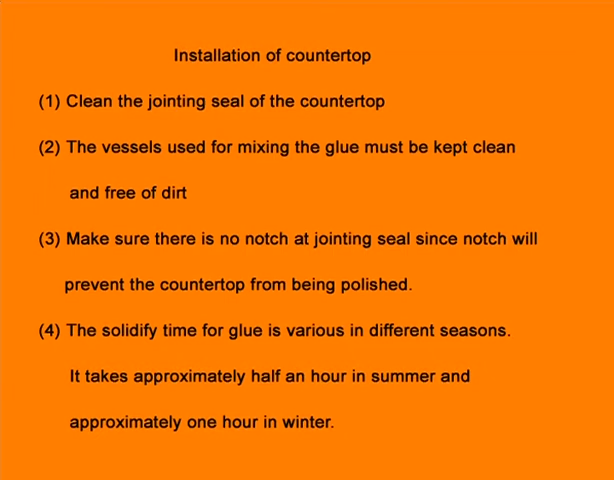 Installation of countertop
(1) Clean the jointing seal of the countertop
(2) The vessels used for mixing the glue must be kept clean
and free of dirt
(3) Make sure there is no notch at jointing seal since notch will
prevent the countertop from being polished.
(4) The solidify time for glue is various in different seasons.
It takes approximately half an hour in summer and
approximately one hour in winter.